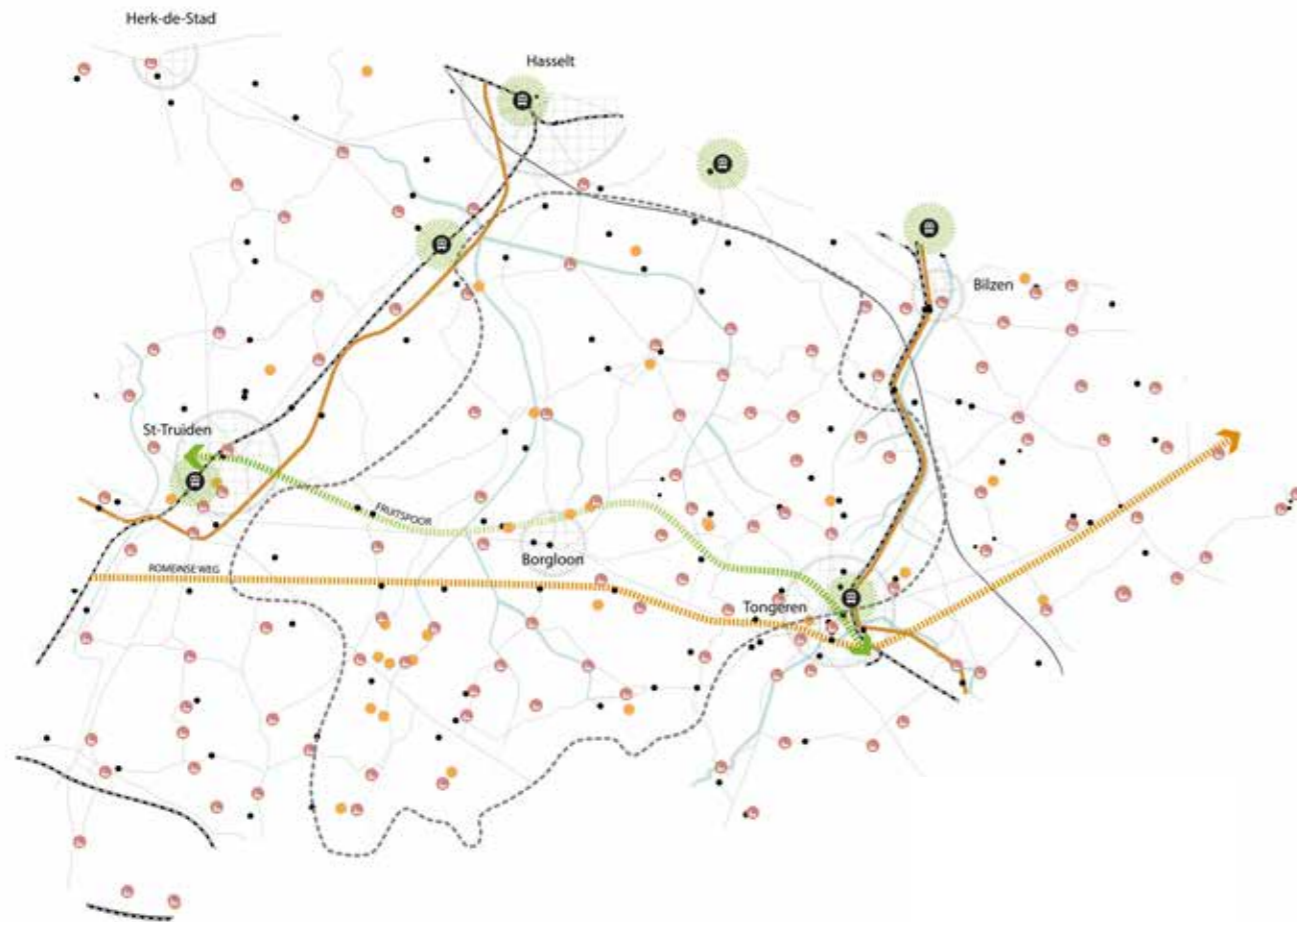 Herk-de-Stad
Hasselt
Bilzen
St-Truiden
FRUITSPOOR
Borgloon
ROMEINSE WEG
Tongeren